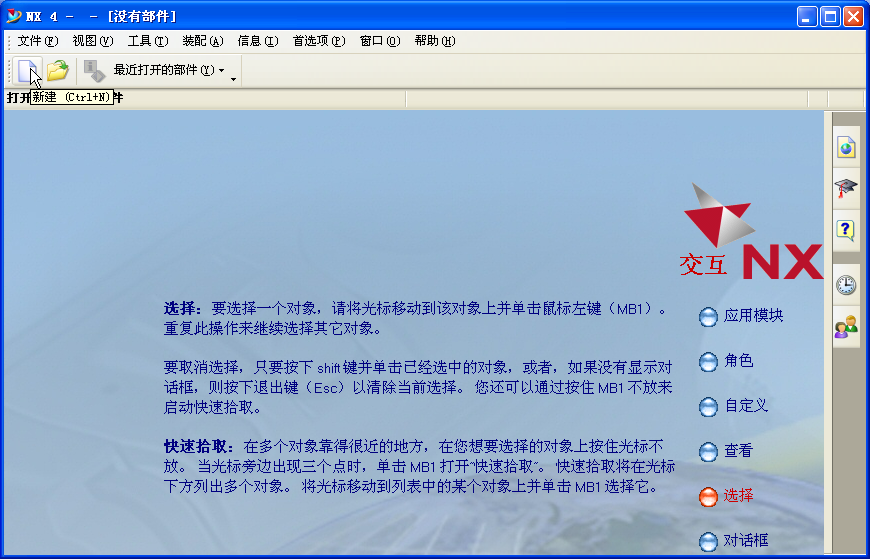 NX 4 - - [没有部件]
文件(F) 视图(V) 工具(T) 装配(A) 信息(I) 首选项(P) 窗口(O) 帮助(H)
最近打开的部件(Y)
打开 件
新建 (Ctrl+N)
交互 NX
选择：要选择一个对象，请将光标移动到该对象上并单击鼠标左键（MB1）。
重复此操作来继续选择其它对象。
要取消选择，只要按下 shift 键并单击已经选中的对象，或者，如果没有显示对
话框，则按下退出键（Esc）以清除当前选择。 您还可以通过按住 MB1 不放来
启动快速拾取。
快速拾取：在多个对象靠得很近的地方，在您想要选择的对象上按住光标不
放。 当光标旁边出现三个点时，单击 MB1 打开“快速拾取”。 快速拾取将在光标
下方列出多个对象。 将光标移动到列表中的某个对象上并单击 MB1 选择它。
应用模块
角色
自定义
查看
选择
对话框